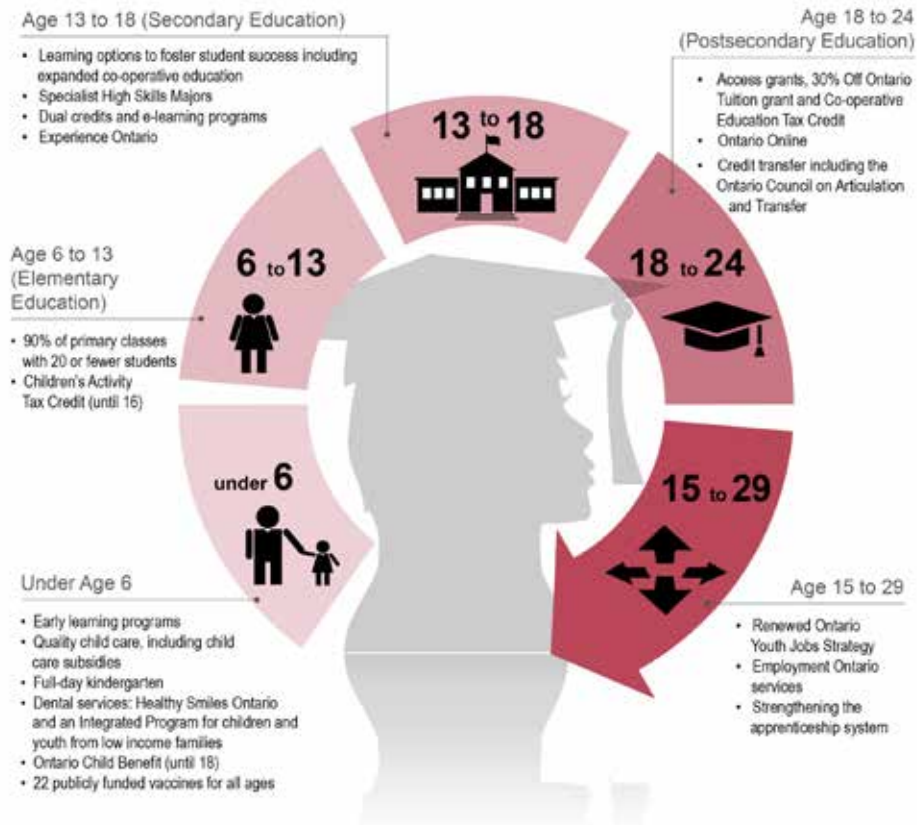 Age 13 to 18 (Secondary Education)
• Learning options to foster student success including
expanded co-operative education
• Specialist High Skills Majors
• Dual credits and e-learning programs
• Experience Ontario
Age 18 to 24
(Postsecondary Education)
• Access grants, 30% Off Ontario
Tuition grant and Co-operative
Education Tax Credit
• Ontario Online
• Credit transfer including the
Ontario Council on Articulation
and Transfer
13 to 18
Age 6 to 13
(Elementary
Education)
• 90% of primary classes
with 20 or fewer students
• Children's Activity
Tax Credit (until 16)
6 to 13
18 to 24
under 6
15 to 29
Under Age 6
• Early learning programs
• Quality child care, including child
care subsidies
• Full-day kindergarten
• Dental services: Healthy Smiles Ontario
and an Integrated Program for children and
youth from low income families
• Ontario Child Benefit (until 18)
• 22 publicly funded vaccines for all ages
Age 15 to 29
• Renewed Ontario
Youth Jobs Strategy
• Employment Ontario
services
• Strengthening the
apprenticeship system